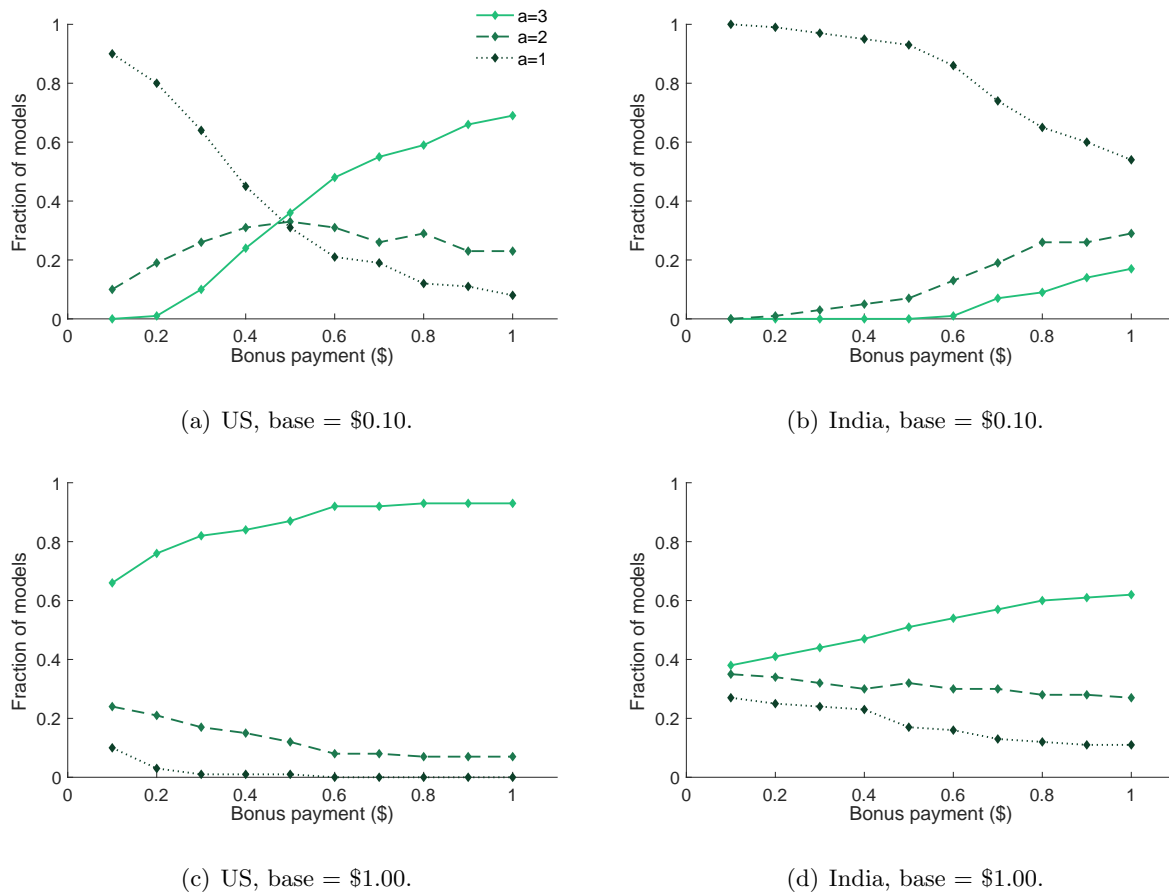 a=3
a=2
a=1
Fraction of models
1
0.8
0.6
0.4
0.2
0
0 0.2 0.4 0.6 0.8 1
Bonus payment ($)
(a) US, base = $0.10.
Fraction of models
1
0.8
0.6
0.4
0.2
0
0 0.2 0.4 0.6 0.8 1
Bonus payment ($)
(b) India, base = $0.10.
Fraction of models
1
0.8
0.6
0.4
0.2
0
0 0.2 0.4 0.6 0.8 1
Bonus payment ($)
(c) US, base = $1.00.
Fraction of models
1
0.8
0.6
0.4
0.2
0
0 0.2 0.4 0.6 0.8 1
Bonus payment ($)
(d) India, base = $1.00.